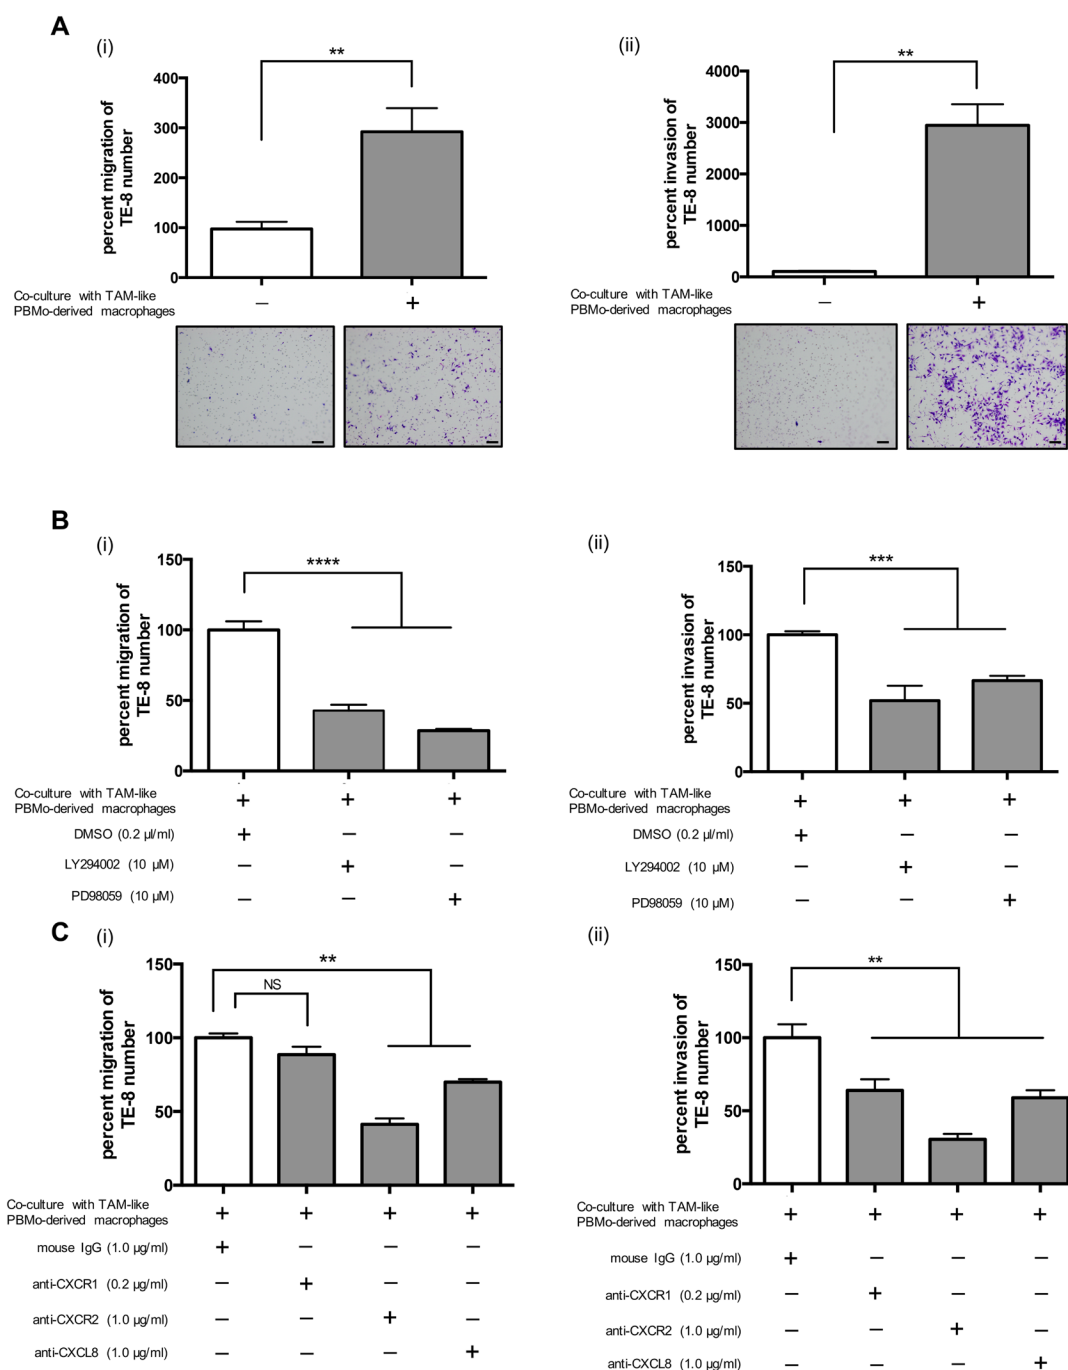 A
(i)
**
400
300
200
100
0
percent migration of
TE-8 number
Co-culture with TAM-like
PBMo-derived macrophages
— +
(ii)
**
4000
3000
2000
1000
0
percent invasion of
TE-8 number
Co-culture with TAM-like
PBMo-derived macrophages
— +
B
(i)
****
150
100
50
0
percent migration of
TE-8 number
Co-culture with TAM-like
PBMo-derived macrophages + + +
DMSO (0.2 µl/ml) + — —
LY294002 (10 µM) — + —
PD98059 (10 µM) — — +
(ii)
***
150
100
50
0
percent invasion of
TE-8 number
Co-culture with TAM-like
PBMo-derived macrophages + + +
DMSO (0.2 µl/ml) + — —
LY294002 (10 µM) — + —
PD98059 (10 µM) — — +
C
(i)
**
NS
150
100
50
0
percent migration of
TE-8 number
Co-culture with TAM-like
PBMo-derived macrophages + + + +
mouse IgG (1.0 µg/ml) + — — —
anti-CXCR1 (0.2 µg/ml) — + — —
anti-CXCR2 (1.0 µg/ml) — — + —
anti-CXCL8 (1.0 µg/ml) — — — +
(ii)
**
150
100
50
0
percent invasion of
TE-8 number
Co-culture with TAM-like
PBMo-derived macrophages + + + +
mouse IgG (1.0 µg/ml) + — — —
anti-CXCR1 (0.2 µg/ml) — + — —
anti-CXCR2 (1.0 µg/ml) — — + —
anti-CXCL8 (1.0 µg/ml) — — — +